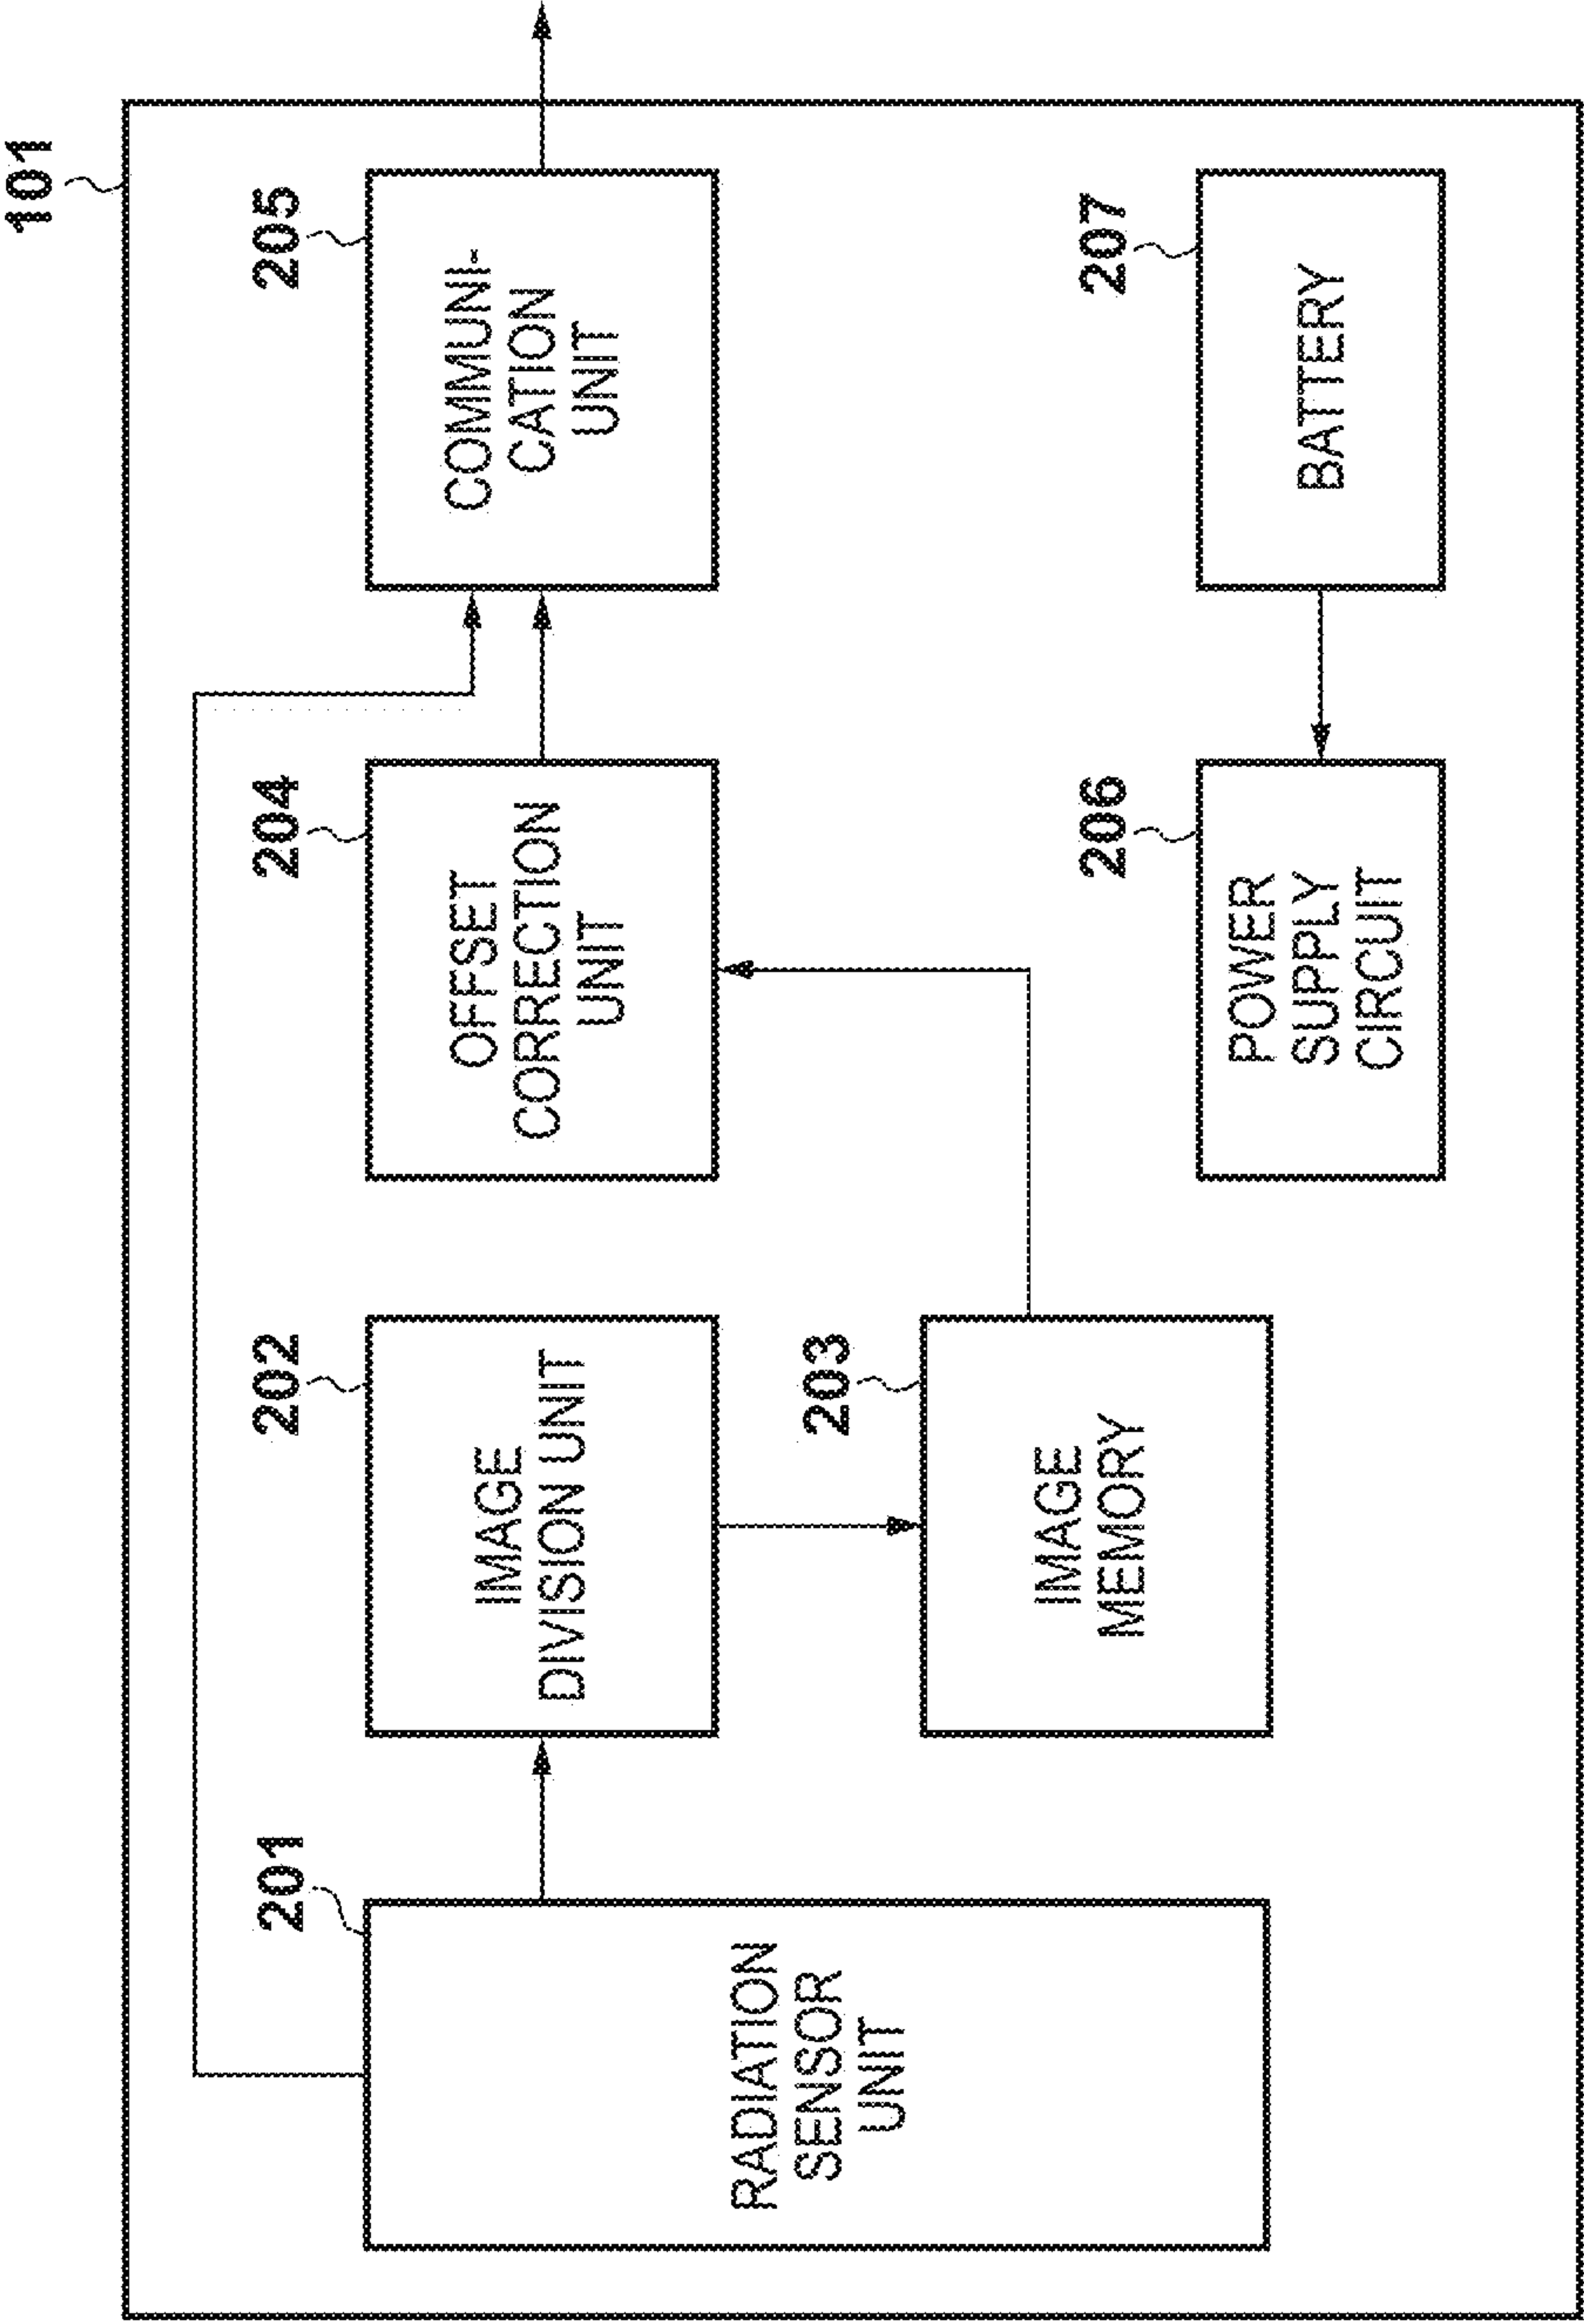 101
201
RADIATION
SENSOR
UNIT
202
IMAGE
DIVISION UNIT
203
IMAGE
MEMORY
204
OFFSET
CORRECTION
UNIT
205
COMMUNI-
CATION
UNIT
206
POWER
SUPPLY
CIRCUIT
207
BATTERY